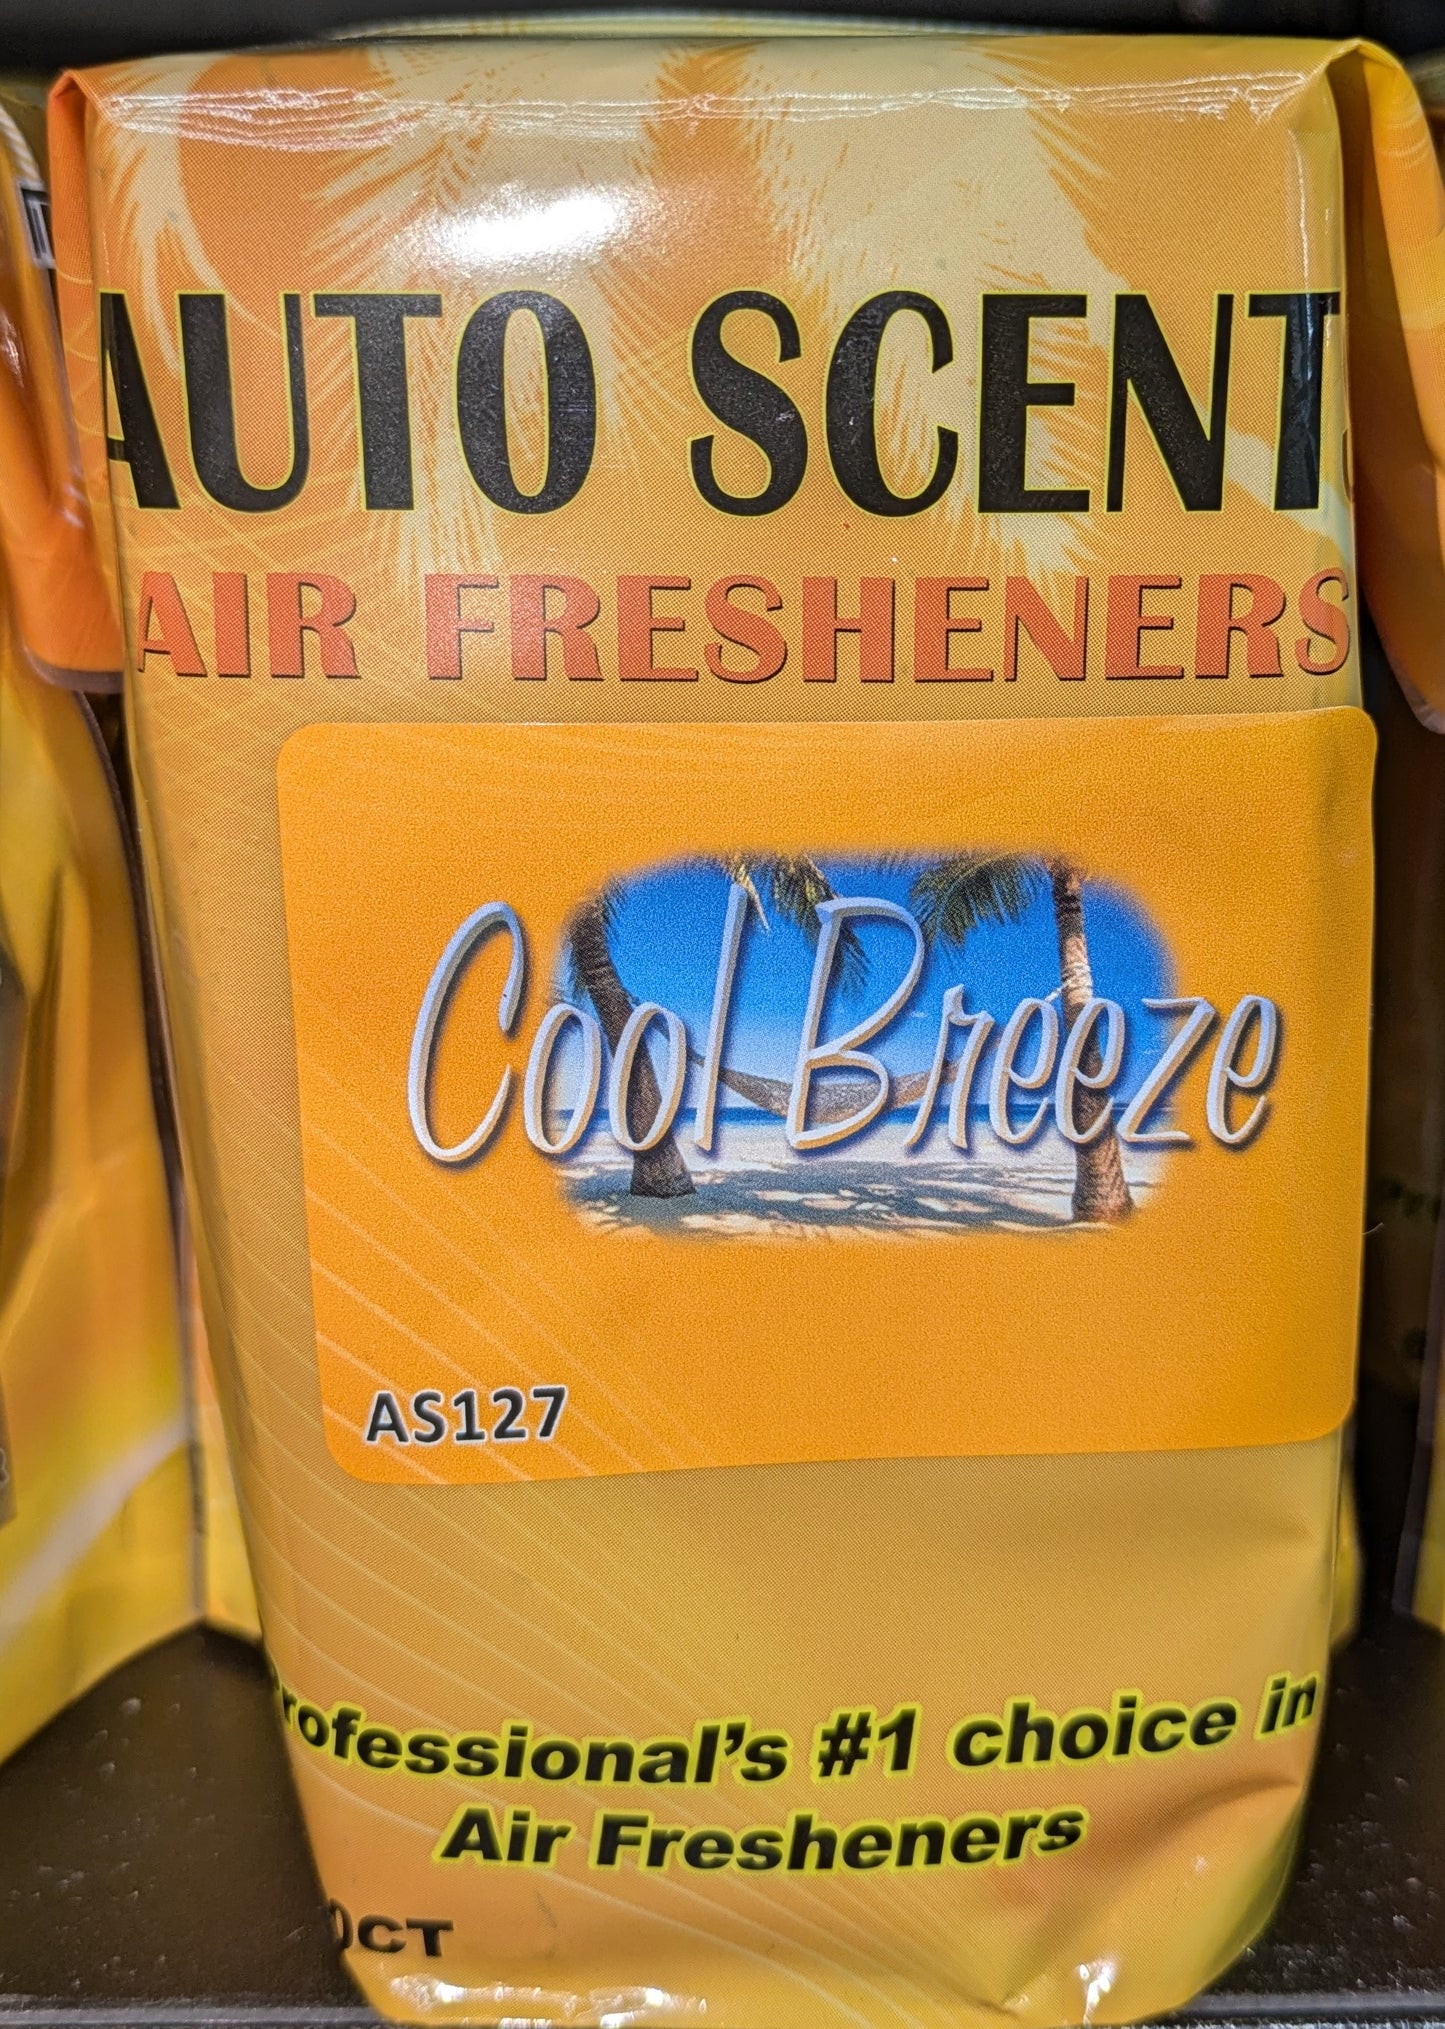 AUTO SCENT
AIR FRESHENERS
Cool Breeze
AS127
Professional's #1 choice in
Air Fresheners